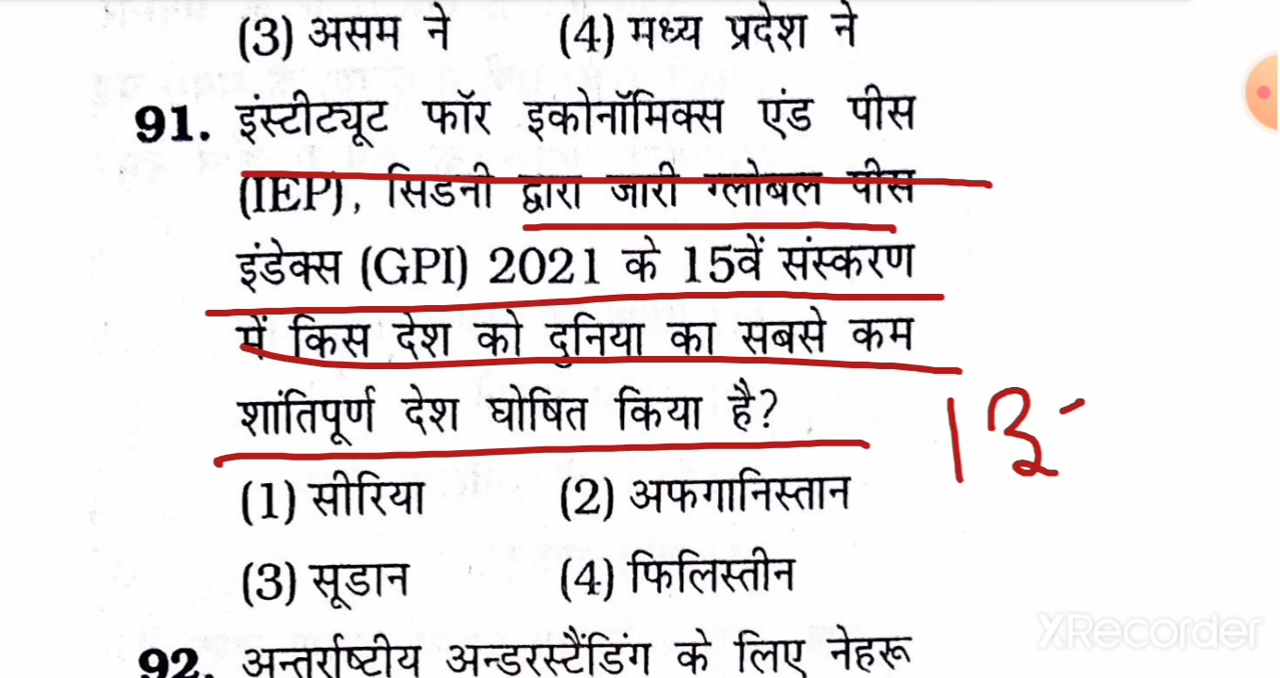 (3) असम ने (4) मध्य प्रदेश ने
91. इंस्टीट्यूट फॉर इकोनॉमिक्स एंड पीस
(IEP), सिडनी द्वारा जारी ग्लोबल पीस
इंडेक्स (GPI) 2021 के 15वें संस्करण
में किस देश को दुनिया का सबसे कम
शांतिपूर्ण देश घोषित किया है?
13
(1) सीरिया (2) अफगानिस्तान
(3) सूडान (4) फिलिस्तीन
XRecorder
92. अन्तर्राष्टीय अन्डरस्टैंडिंग के लिए नेहरू